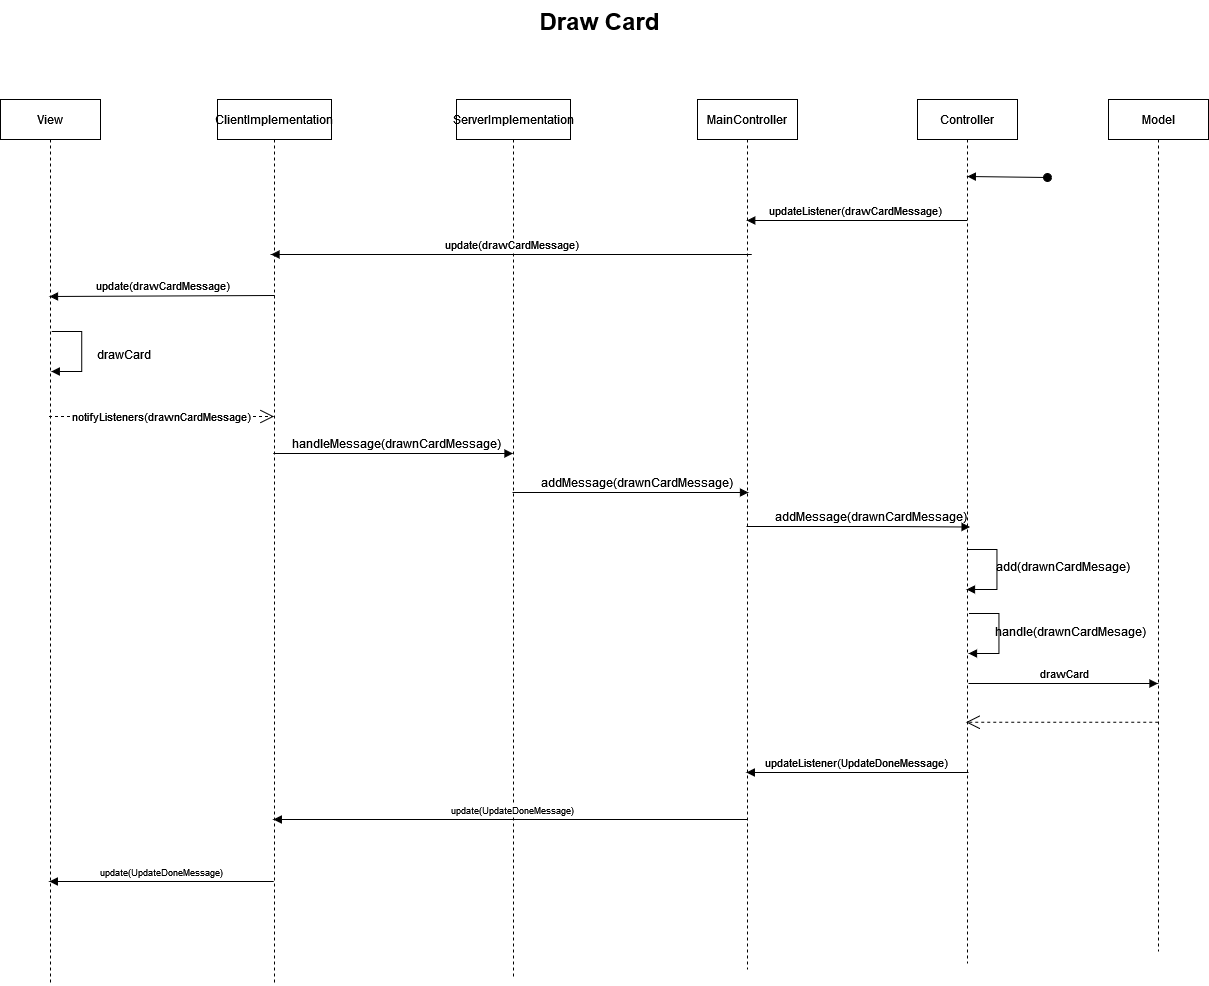 Draw Card
View
ClientImplementation
ServerImplementation
MainController
Controller
Model
updateListener(drawCardMessage)
update(drawCardMessage)
update(drawCardMessage)
drawCard
notifyListeners(drawnCardMessage)
handleMessage(drawnCardMessage)
addMessage(drawnCardMessage)
addMessage(drawnCardMessage)
add(drawnCardMesage)
handle(drawnCardMesage)
drawCard
updateListener(UpdateDoneMessage)
update(UpdateDoneMessage)
update(UpdateDoneMessage)